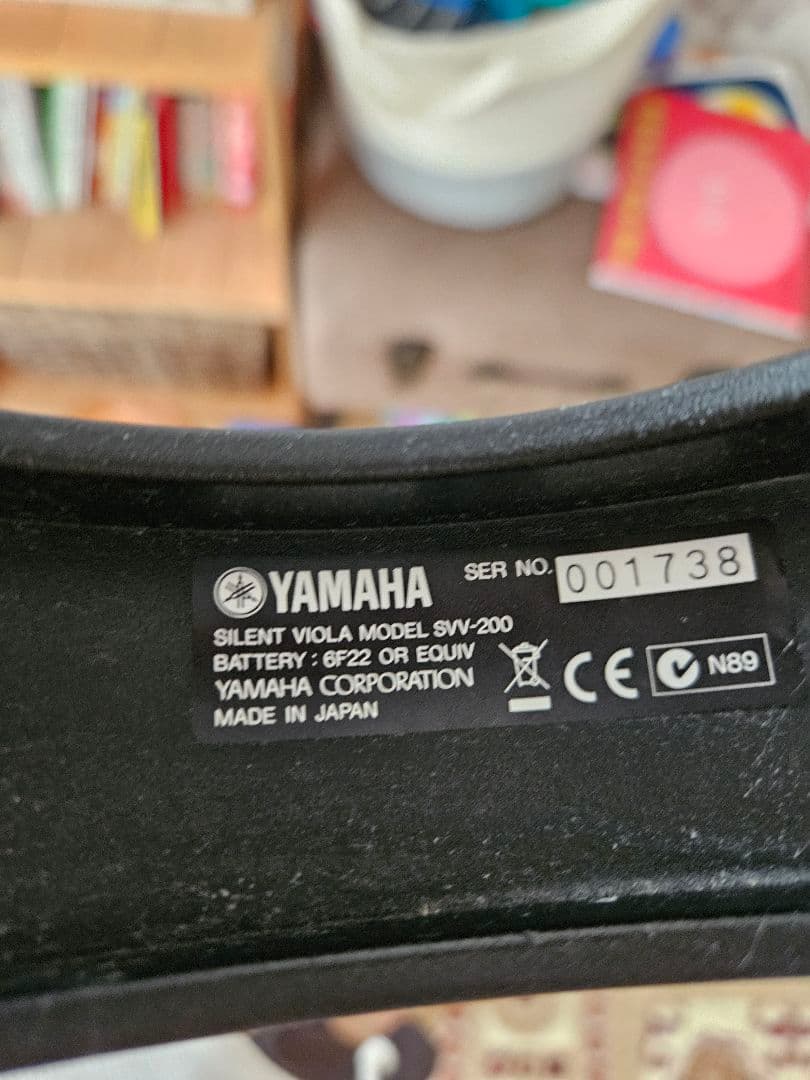 YAMAHA SER NO. 001738
SILENT VIOLA MODEL SVV-200
BATTERY : 6F22 OR EQUIV
YAMAHA CORPORATION
MADE IN JAPAN
CE N89